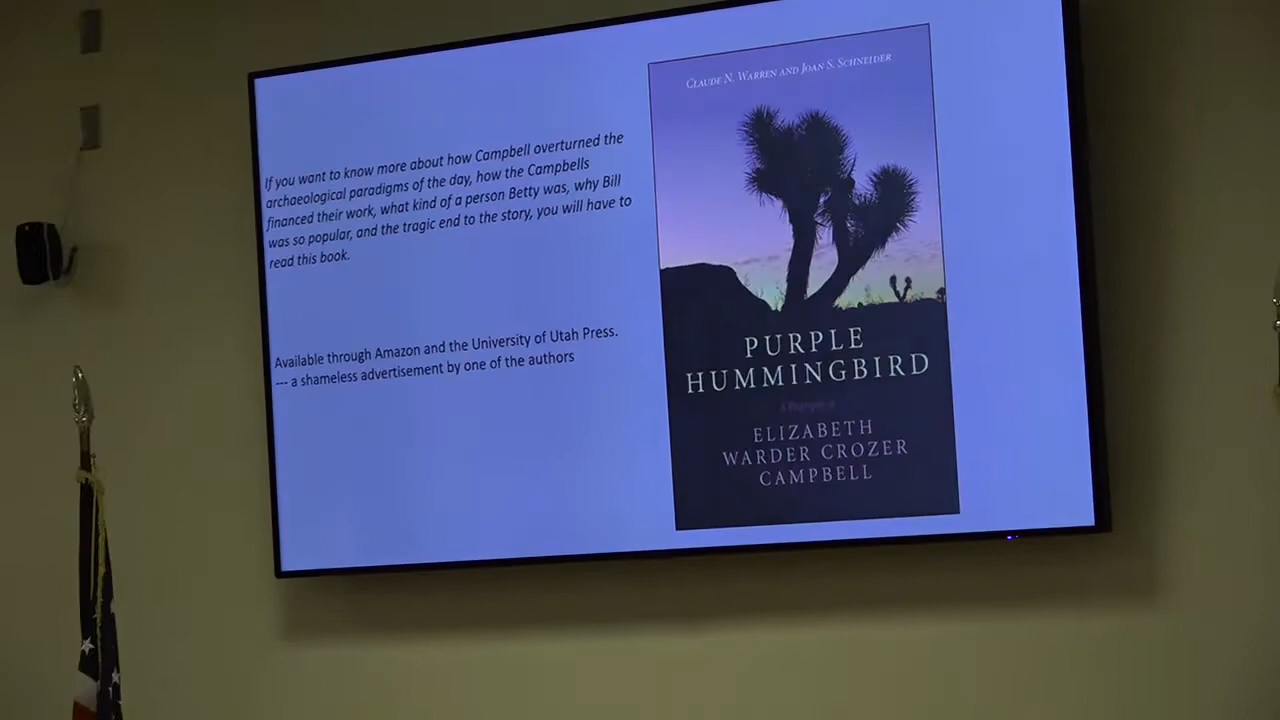 If you want to know more about how Campbell overturned the
archaeological paradigms of the day, how the Campbells
financed their work, what kind of a person Betty was, why Bill
was so popular, and the tragic end to the story, you will have to
read this book.
Available through Amazon and the University of Utah Press.
--- a shameless advertisement by one of the authors
CLAUDE N. WARREN AND JOAN S. SCHNEIDER
PURPLE
HUMMINGBIRD
ELIZABETH
WARDER CROZER
CAMPBELL